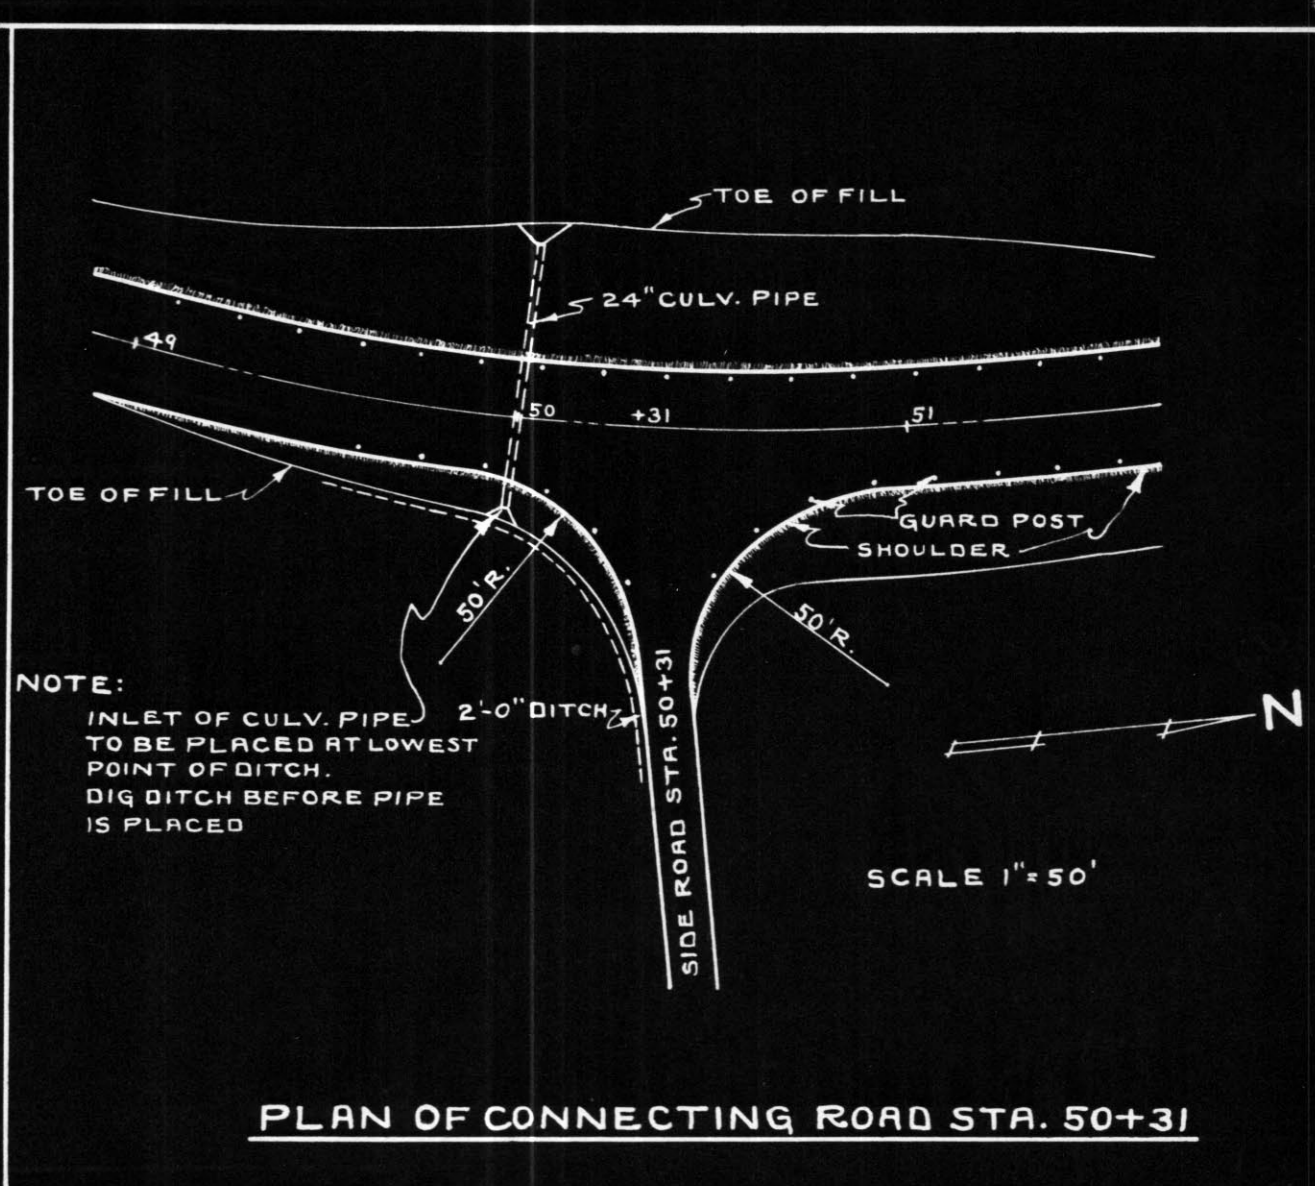 TOE OF FILL
24" CULV. PIPE
49
50
+31
51
TOE OF FILL
GUARD POST
SHOULDER
50'R.
50'R.
NOTE:
INLET OF CULV. PIPE
TO BE PLACED AT LOWEST
POINT OF DITCH.
DIG DITCH BEFORE PIPE
IS PLACED
2'-0" DITCH
SIDE ROAD STA. 50+31
N
SCALE 1"=50'
PLAN OF CONNECTING ROAD STA. 50+31